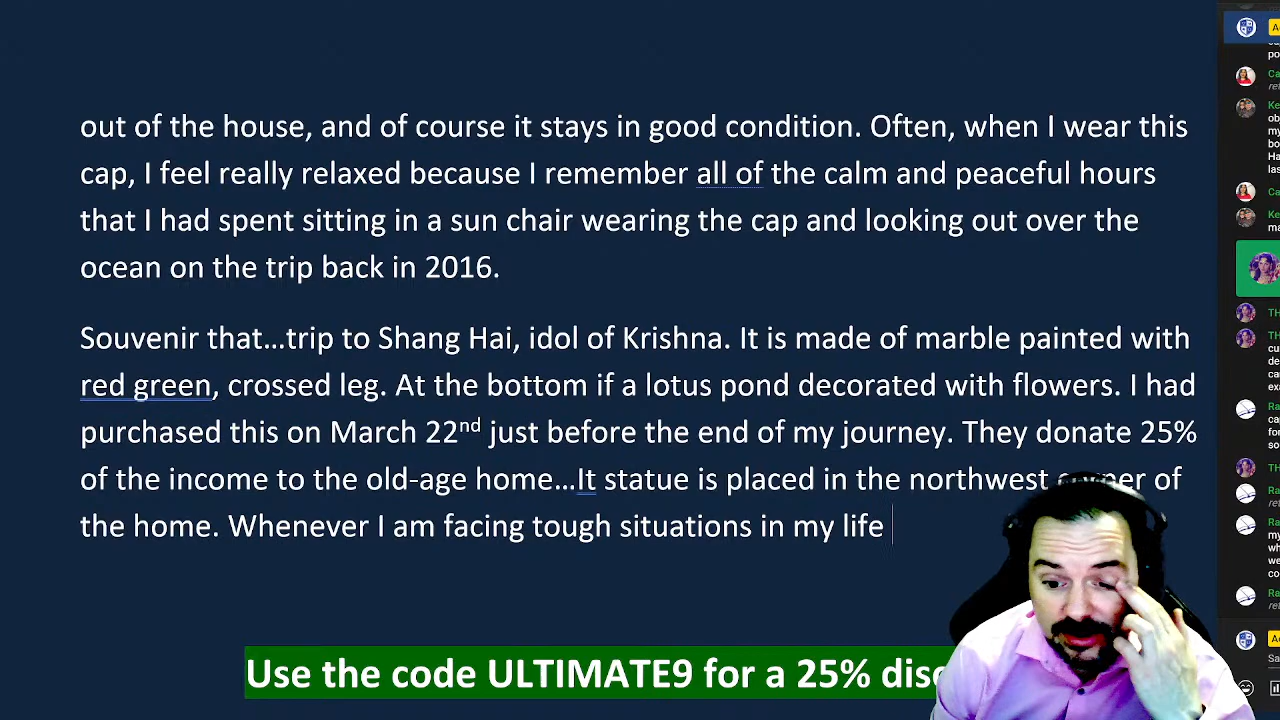 out of the house, and of course it stays in good condition. Often, when I wear this
cap, I feel really relaxed because I remember all of the calm and peaceful hours
that I had spent sitting in a sun chair wearing the cap and looking out over the
ocean on the trip back in 2016.
Souvenir that…trip to Shang Hai, idol of Krishna. It is made of marble painted with
red green, crossed leg. At the bottom if a lotus pond decorated with flowers. I had
purchased this on March 22nd just before the end of my journey. They donate 25%
of the income to the old-age home…It statue is placed in the northwest corner of
the home. Whenever I am facing tough situations in my life
Use the code ULTIMATE9 for a 25%